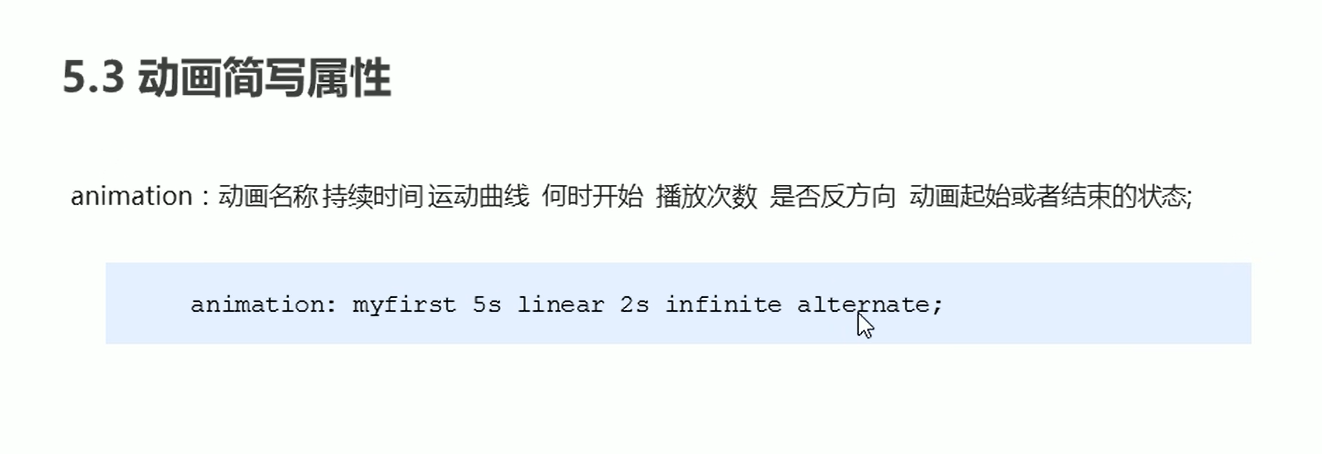 5.3 动画简写属性
animation：动画名称 持续时间 运动曲线 何时开始 播放次数 是否反方向 动画起始或者结束的状态;
animation: myfirst 5s linear 2s infinite alternate;